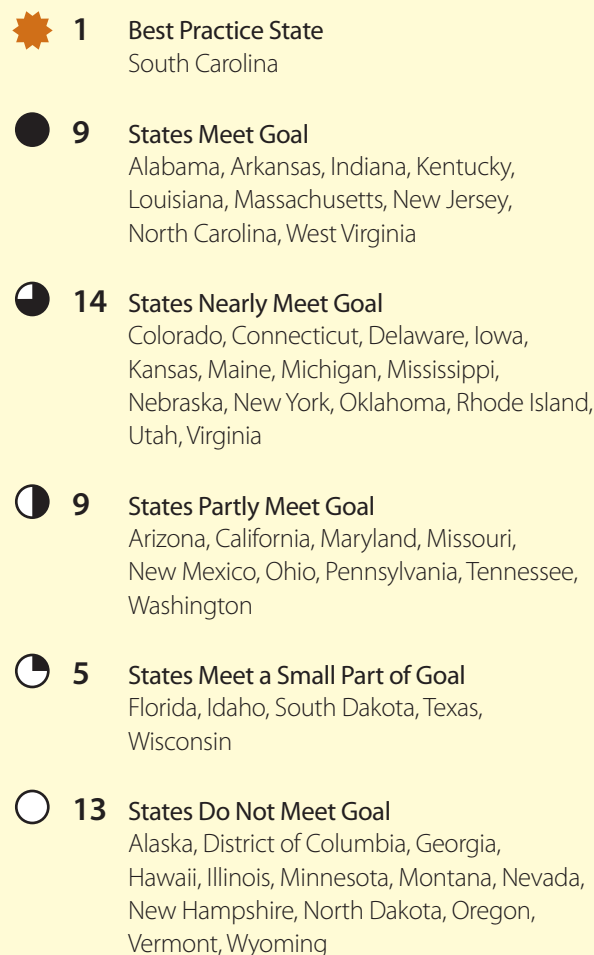 1 Best Practice State
South Carolina
9 States Meet Goal
Alabama, Arkansas, Indiana, Kentucky,
Louisiana, Massachusetts, New Jersey,
North Carolina, West Virginia
14 States Nearly Meet Goal
Colorado, Connecticut, Delaware, Iowa,
Kansas, Maine, Michigan, Mississippi,
Nebraska, New York, Oklahoma, Rhode Island,
Utah, Virginia
9 States Partly Meet Goal
Arizona, California, Maryland, Missouri,
New Mexico, Ohio, Pennsylvania, Tennessee,
Washington
5 States Meet a Small Part of Goal
Florida, Idaho, South Dakota, Texas,
Wisconsin
13 States Do Not Meet Goal
Alaska, District of Columbia, Georgia,
Hawaii, Illinois, Minnesota, Montana, Nevada,
New Hampshire, North Dakota, Oregon,
Vermont, Wyoming